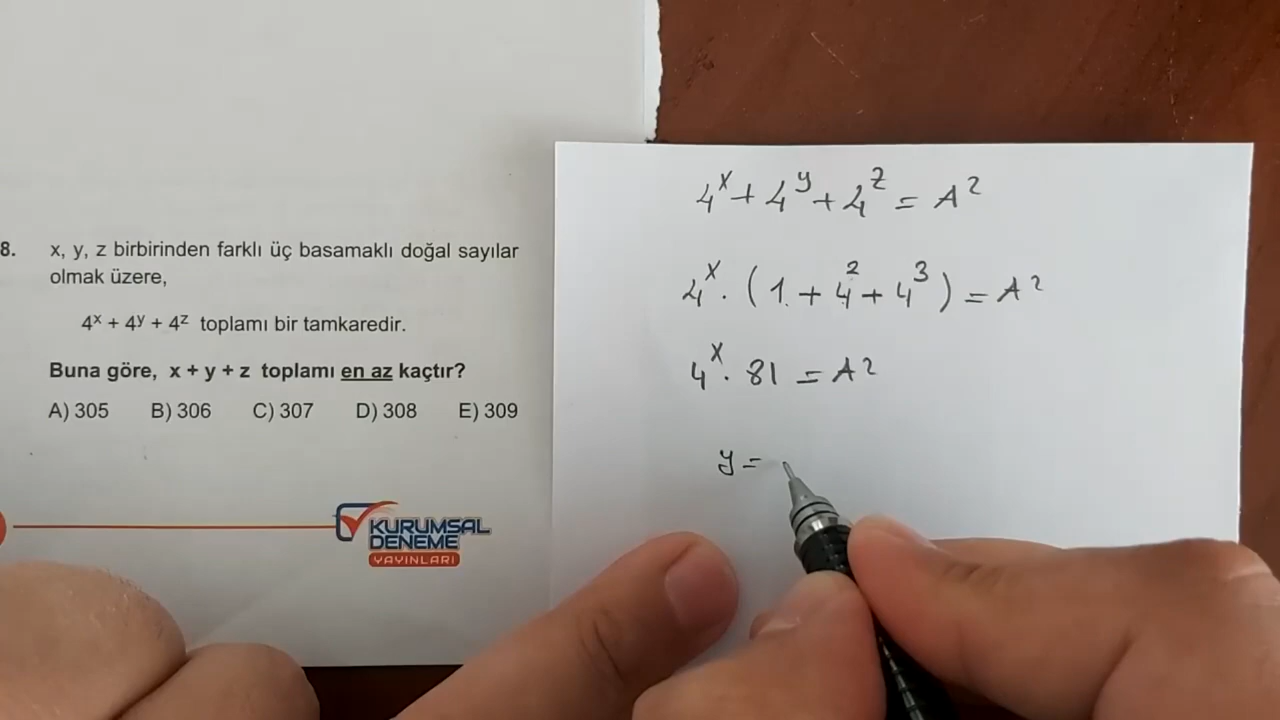 8. x, y, z birbirinden farklı üç basamaklı doğal sayılar
olmak üzere,
4ˣ + 4ʸ + 4ᶻ toplamı bir tamkaredir.
Buna göre, x + y + z toplamı en az kaçtır?
A) 305 B) 306 C) 307 D) 308 E) 309
KURUMSAL
DENEME
YAYINLARI
4ˣ + 4ʸ + 4ᶻ = A²
4ˣ . (1 + 4² + 4³) = A²
4ˣ . 81 = A²
y =